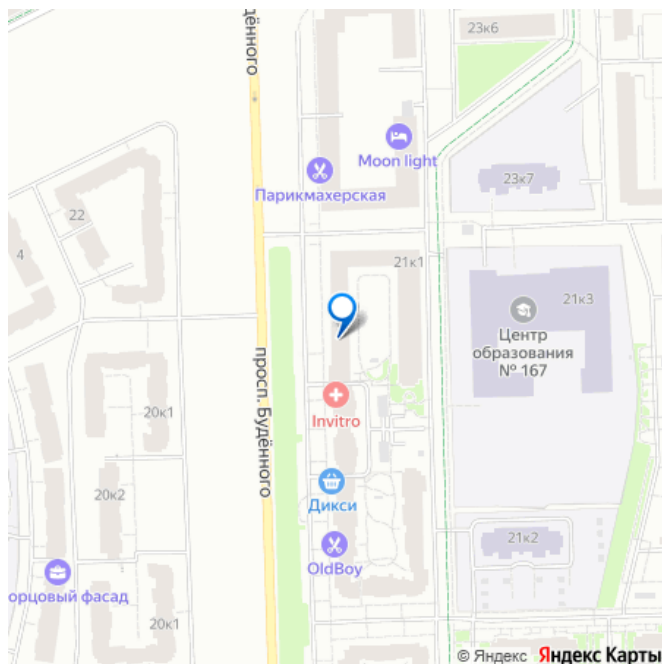 дённого
23к6
Moon light
Парикмахерская
23к7
22
4
21к1
21к3
Центр
образования
№ 167
просп. Будённого
20к1
Invitro
20к2
Дикси
21к2
OldBoy
орцовый фасад
20к1
© Яндекс Яндекс Карты